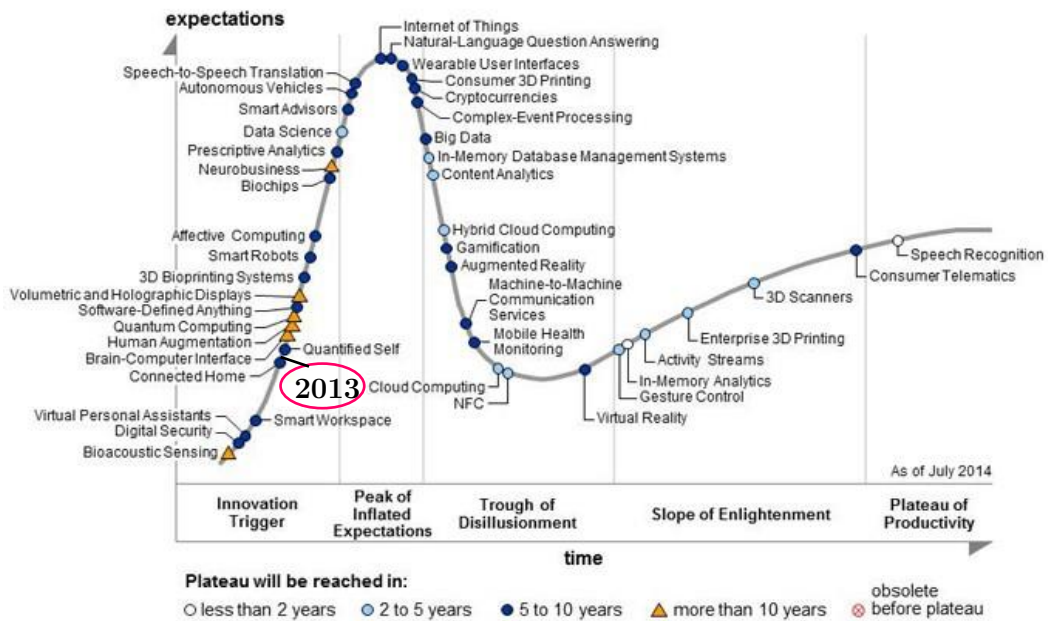 expectations
Internet of Things
Natural-Language Question Answering
Wearable User Interfaces
Speech-to-Speech Translation
Consumer 3D Printing
Autonomous Vehicles
Cryptocurrencies
Smart Advisors
Complex-Event Processing
Data Science
Big Data
Prescriptive Analytics
In-Memory Database Management Systems
Neurobusiness
Content Analytics
Biochips
Hybrid Cloud Computing
Affective Computing
Gamification
Smart Robots
Augmented Reality
Speech Recognition
Consumer Telematics
3D Bioprinting Systems
Machine-to-Machine
Communication
Services
Volumetric and Holographic Displays
3D Scanners
Software-Defined Anything
Quantum Computing
Mobile Health
Monitoring
Enterprise 3D Printing
Human Augmentation
Quantified Self
Brain-Computer Interface
Activity Streams
Connected Home
2013
Cloud Computing
In-Memory Analytics
NFC
Gesture Control
Virtual Personal Assistants
Smart Workspace
Virtual Reality
Digital Security
Bioacoustic Sensing
As of July 2014
Innovation
Trigger
Peak of
Inflated
Expectations
Trough of
Disillusionment
Slope of Enlightenment
Plateau of
Productivity
time
Plateau will be reached in:
less than 2 years
2 to 5 years
5 to 10 years
more than 10 years
obsolete
before plateau